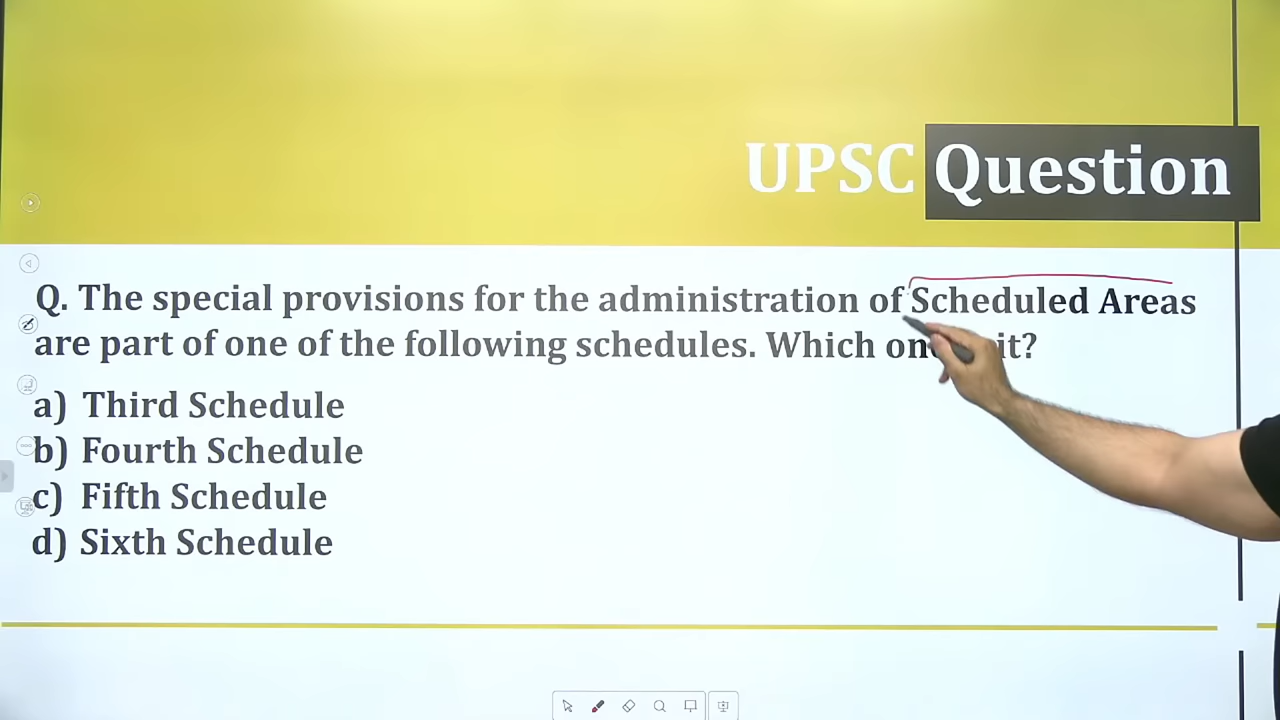 UPSC Question
Q. The special provisions for the administration of Scheduled Areas
are part of one of the following schedules. Which it?
a) Third Schedule
b) Fourth Schedule
c) Fifth Schedule
d) Sixth Schedule